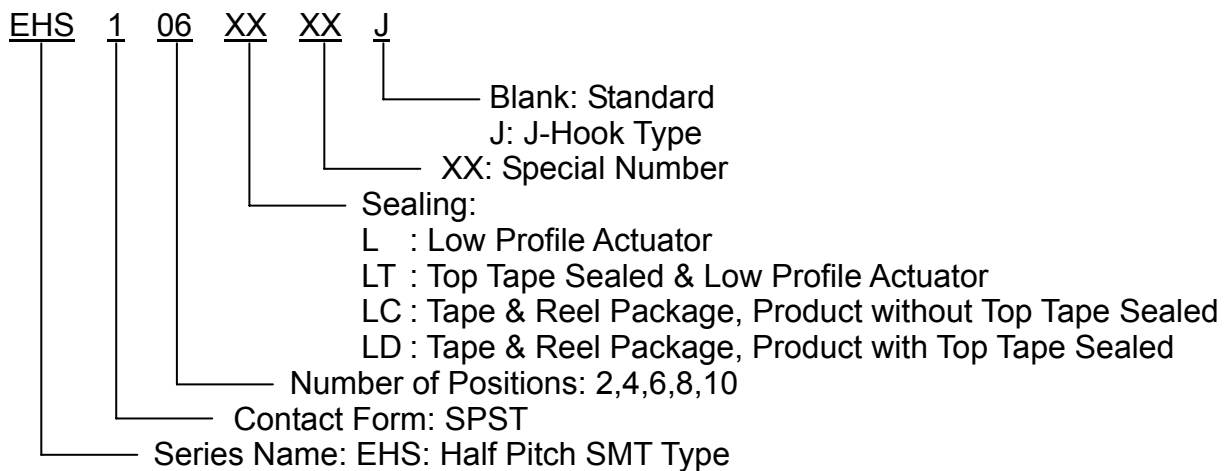 EHS 1 06 XX XX J
Blank: Standard
J: J-Hook Type
XX: Special Number
Sealing:
L : Low Profile Actuator
LT : Top Tape Sealed & Low Profile Actuator
LC : Tape & Reel Package, Product without Top Tape Sealed
LD : Tape & Reel Package, Product with Top Tape Sealed
Number of Positions: 2,4,6,8,10
Contact Form: SPST
Series Name: EHS: Half Pitch SMT Type